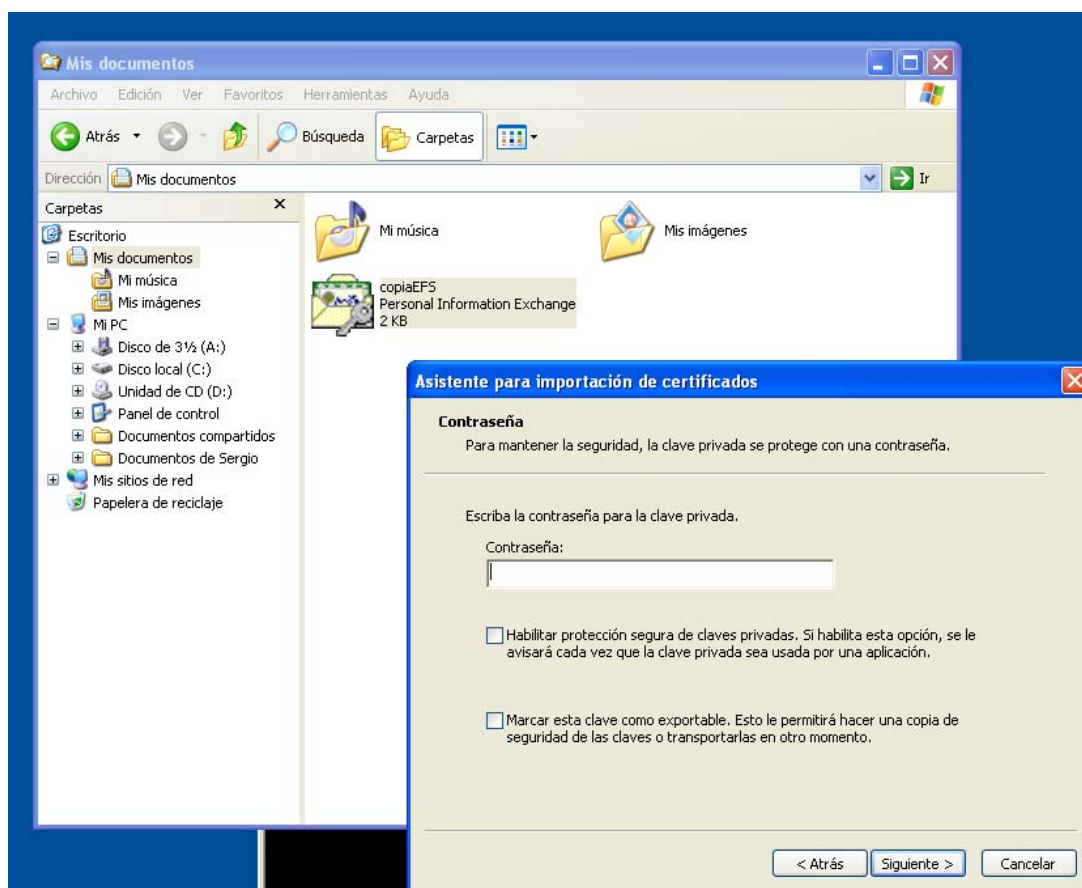 Mis documentos
Archivo Edición Ver Favoritos Herramientas Ayuda
Atrás Búsqueda Carpetas
Dirección Mis documentos Ir
Carpetas
Escritorio
Mis documentos
Mi música
Mis imágenes
Mi PC
Disco de 3½ (A:)
Disco local (C:)
Unidad de CD (D:)
Panel de control
Documentos compartidos
Documentos de Sergio
Mis sitios de red
Papelera de reciclaje
Mi música
Mis imágenes
copiaEFS
Personal Information Exchange
2 KB
Asistente para importación de certificados
Contraseña
Para mantener la seguridad, la clave privada se protege con una contraseña.
Escriba la contraseña para la clave privada.
Contraseña:
Habilitar protección segura de claves privadas. Si habilita esta opción, se le
avisará cada vez que la clave privada sea usada por una aplicación.
Marcar esta clave como exportable. Esto le permitirá hacer una copia de
seguridad de las claves o transportarlas en otro momento.
< Atrás Siguiente > Cancelar